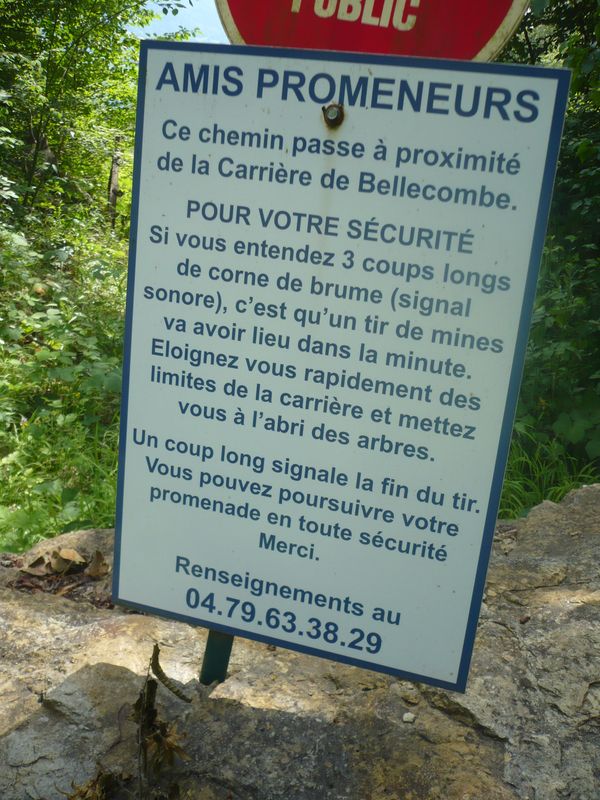 PUBLIC
AMIS PROMENEURS
Ce chemin passe à proximité
de la Carrière de Bellecombe.
POUR VOTRE SÉCURITÉ
Si vous entendez 3 coups longs
de corne de brume (signal
sonore), c'est qu'un tir de mines
va avoir lieu dans la minute.
Eloignez vous rapidement des
limites de la carrière et mettez
vous à l'abri des arbres.
Un coup long signale la fin du tir.
Vous pouvez poursuivre votre
promenade en toute sécurité
Merci.
Renseignements au
04.79.63.38.29